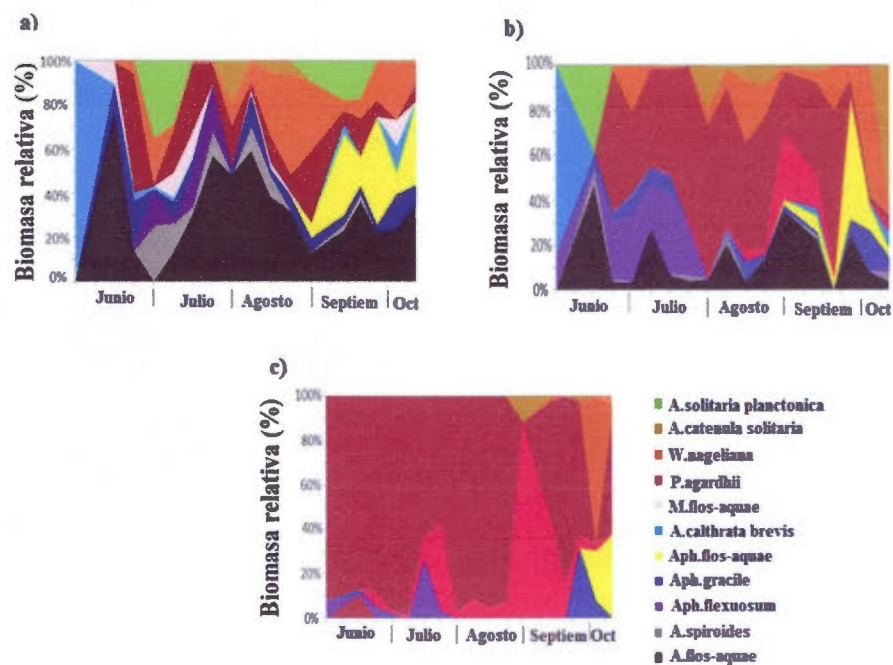 a)
Biomasa relativa (%)
100%
80%
60%
40%
20%
0%
Junio | Julio | Agosto | Septiem | Oct
b)
Biomasa relativa (%)
100%
80%
60%
40%
20%
0%
Junio | Julio | Agosto | Septiem | Oct
c)
Biomasa relativa (%)
100%
80%
60%
40%
20%
0%
Junio | Julio | Agosto | Septiem | Oct
A.solitaria planctonica
A.catenula solitaria
W.nageliana
P.agardhii
M.flos-aquae
A.calthrata brevis
Aph.flos-aquae
Aph.gracile
Aph.flexuosum
A.spiroides
A.flos-aquae